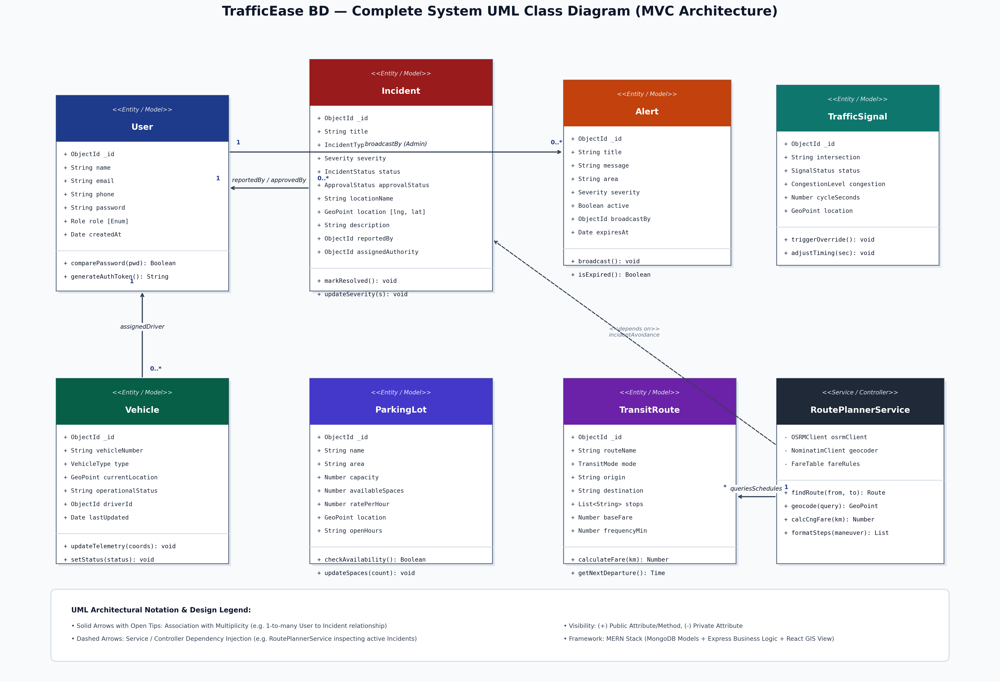 TrafficEase BD — Complete System UML Class Diagram (MVC Architecture)
<<Entity / Model>>
User
+ ObjectId _id
+ String name
+ String email
+ String phone
+ String password
+ Role role [Enum]
+ Date createdAt
+ comparePassword(pwd): Boolean
+ generateAuthToken(): String
<<Entity / Model>>
Incident
+ ObjectId _id
+ String title
+ IncidentTyp
+ Severity severity
+ IncidentStatus status
+ ApprovalStatus approvalStatus
+ String locationName
+ GeoPoint location [lng, lat]
+ String description
+ ObjectId reportedBy
+ ObjectId assignedAuthority
+ markResolved(): void
+ updateSeverity(s): void
<<Entity / Model>>
Alert
+ ObjectId _id
+ String title
+ String message
+ String area
+ Severity severity
+ Boolean active
+ ObjectId broadcastBy
+ Date expiresAt
+ broadcast(): void
+ isExpired(): Boolean
<<Entity / Model>>
TrafficSignal
+ ObjectId _id
+ String intersection
+ SignalStatus status
+ CongestionLevel congestion
+ Number cycleSeconds
+ GeoPoint location
+ triggerOverride(): void
+ adjustTiming(sec): void
1
broadcastBy (Admin)
0..*
1
reportedBy / approvedBy
0..*
1
assignedDriver
0..*
<<depends on>>
incidentAvoidance
<<Entity / Model>>
Vehicle
+ ObjectId _id
+ String vehicleNumber
+ VehicleType type
+ GeoPoint currentLocation
+ String operationalStatus
+ ObjectId driverId
+ Date lastUpdated
+ updateTelemetry(coords): void
+ setStatus(status): void
<<Entity / Model>>
ParkingLot
+ ObjectId _id
+ String name
+ String area
+ Number capacity
+ Number availableSpaces
+ Number ratePerHour
+ GeoPoint location
+ String openHours
+ checkAvailability(): Boolean
+ updateSpaces(count): void
<<Entity / Model>>
TransitRoute
+ ObjectId _id
+ String routeName
+ TransitMode mode
+ String origin
+ String destination
+ List<String> stops
+ Number baseFare
+ Number frequencyMin
+ calculateFare(km): Number
+ getNextDeparture(): Time
*
queriesSchedules
1
<<Service / Controller>>
RoutePlannerService
- OSRMClient osrmClient
- NominatimClient geocoder
- FareTable fareRules
+ findRoute(from, to): Route
+ geocode(query): GeoPoint
+ calcCngFare(km): Number
+ formatSteps(maneuver): List
UML Architectural Notation & Design Legend:
• Solid Arrows with Open Tips: Association with Multiplicity (e.g. 1-to-many User to Incident relationship)
• Dashed Arrows: Service / Controller Dependency Injection (e.g. RoutePlannerService inspecting active Incidents)
• Visibility: (+) Public Attribute/Method, (-) Private Attribute
• Framework: MERN Stack (MongoDB Models + Express Business Logic + React GIS View)